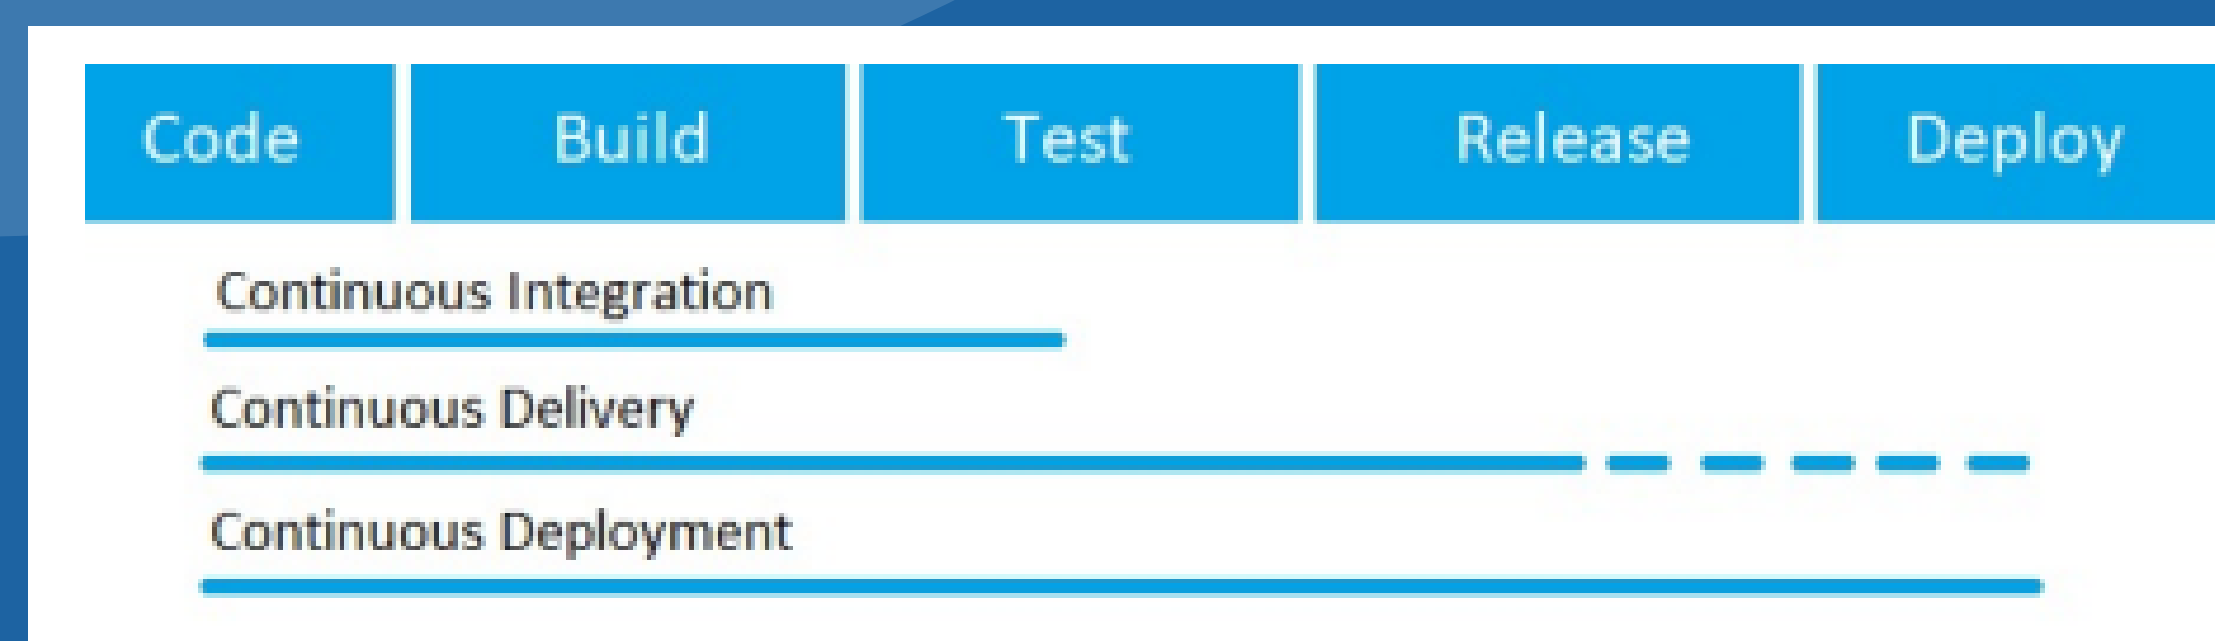 Code Build Test Release Deploy
Continuous Integration
Continuous Delivery
Continuous Deployment